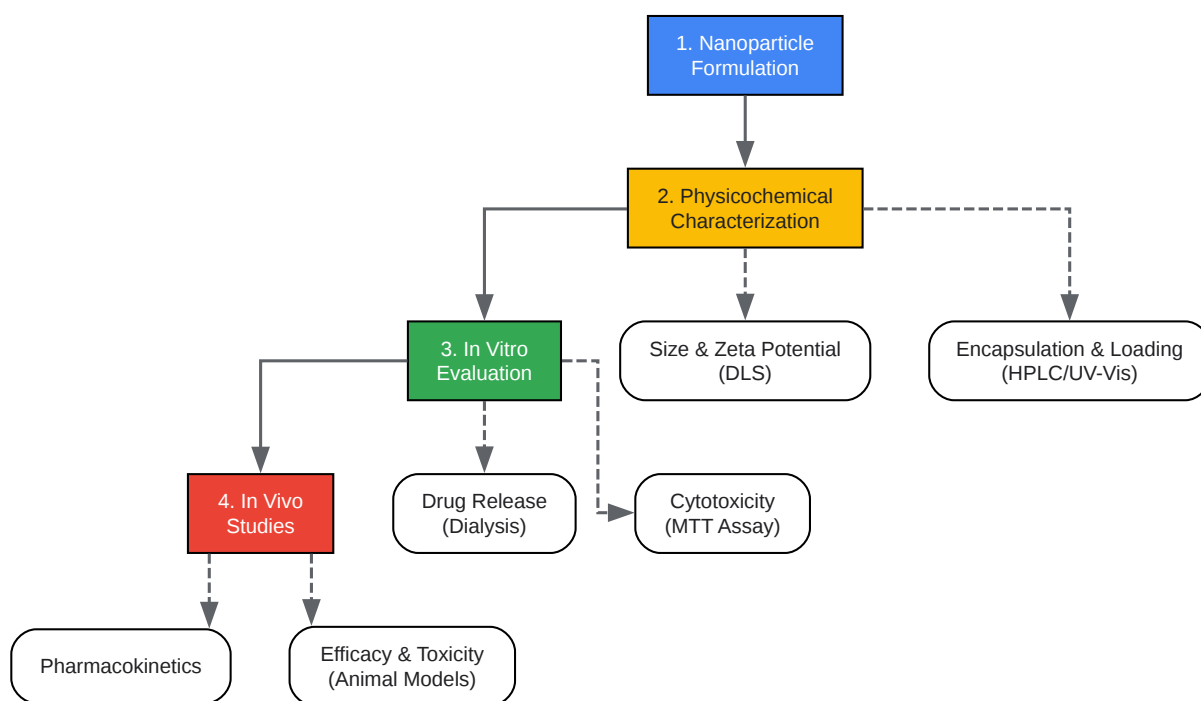 1. Nanoparticle
Formulation
2. Physicochemical
Characterization
3. In Vitro
Evaluation
Size & Zeta Potential
(DLS)
Encapsulation & Loading
(HPLC/UV-Vis)
4. In Vivo
Studies
Drug Release
(Dialysis)
Cytotoxicity
(MTT Assay)
Pharmacokinetics
Efficacy & Toxicity
(Animal Models)